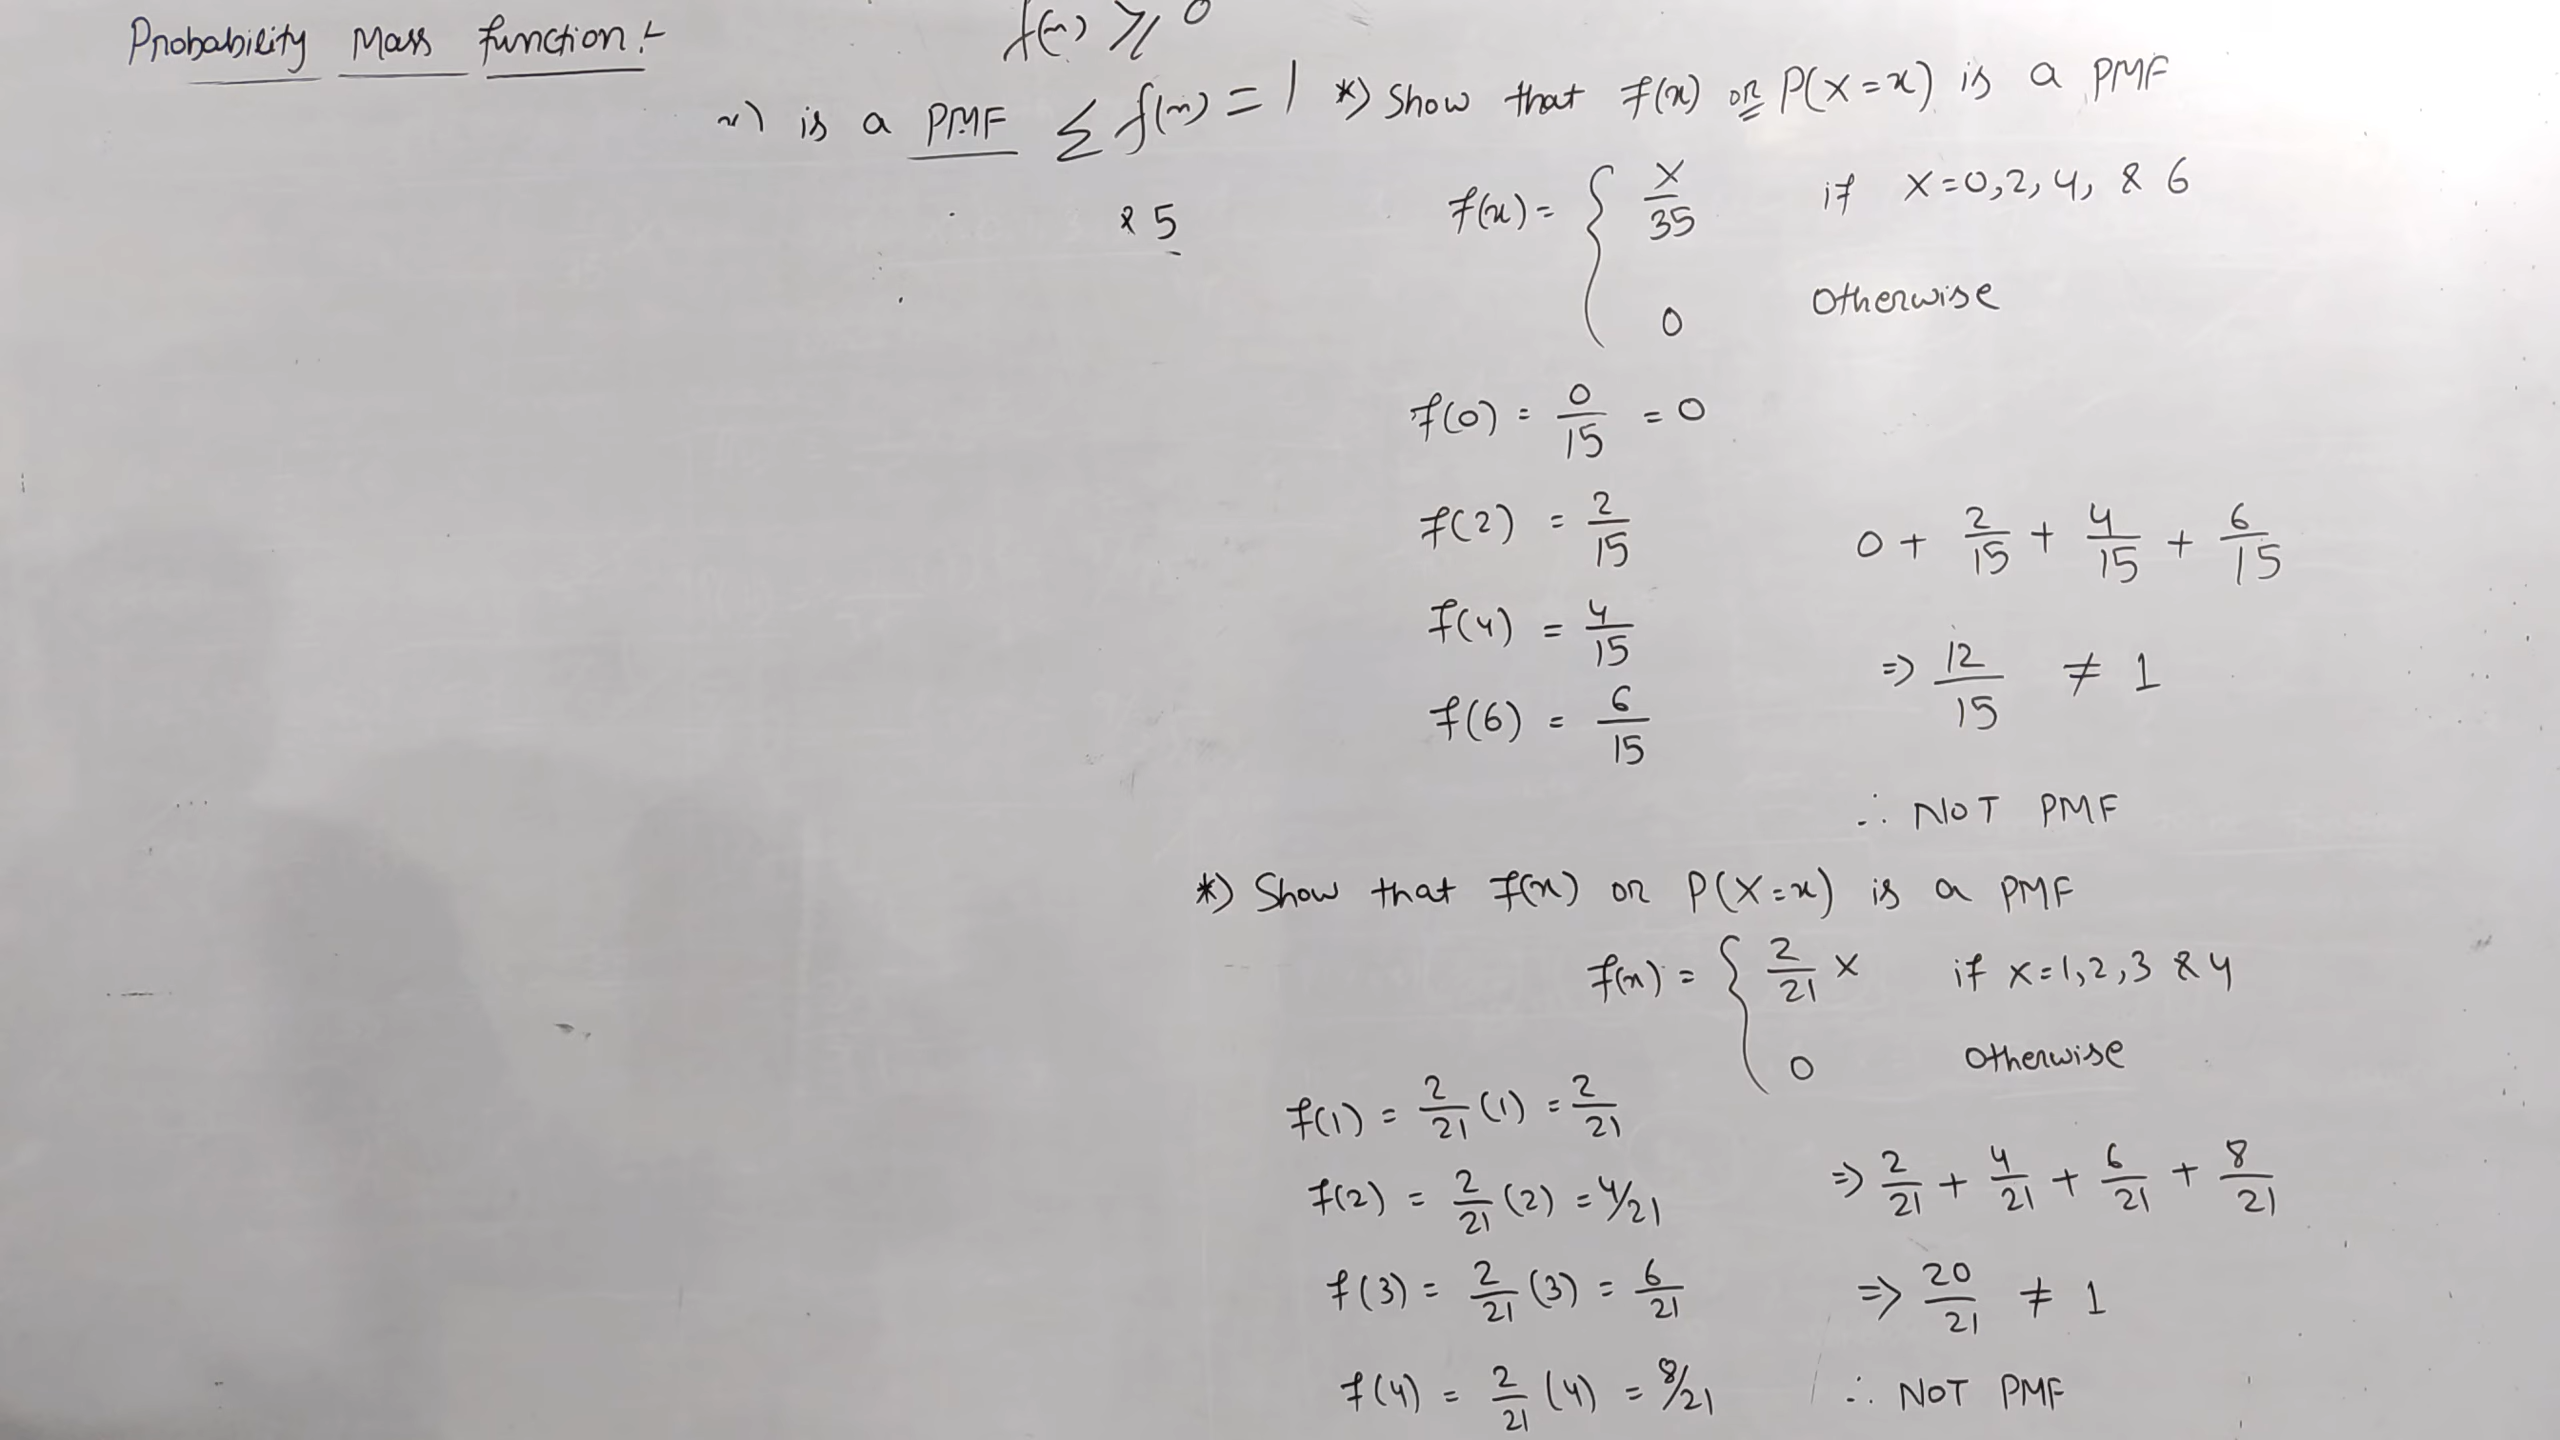 Probability Mass function:-
f(x) ≥ 0
x) is a PMF Σ f(x) = 1
& 5
*) Show that f(x) or P(X=x) is a PMF
f(x) = { X/35 if X=0,2,4, & 6
0 Otherwise
f(0) = 0/15 = 0
f(2) = 2/15
f(4) = 4/15
f(6) = 6/15
0 + 2/15 + 4/15 + 6/15
=> 12/15 ≠ 1
∴ NOT PMF
*) Show that f(x) or P(X=x) is a PMF
f(x) = { 2/21 X if X=1,2,3 & 4
0 Otherwise
f(1) = 2/21 (1) = 2/21
f(2) = 2/21 (2) = 4/21
f(3) = 2/21 (3) = 6/21
f(4) = 2/21 (4) = 8/21
=> 2/21 + 4/21 + 6/21 + 8/21
=> 20/21 ≠ 1
∴ NOT PMF